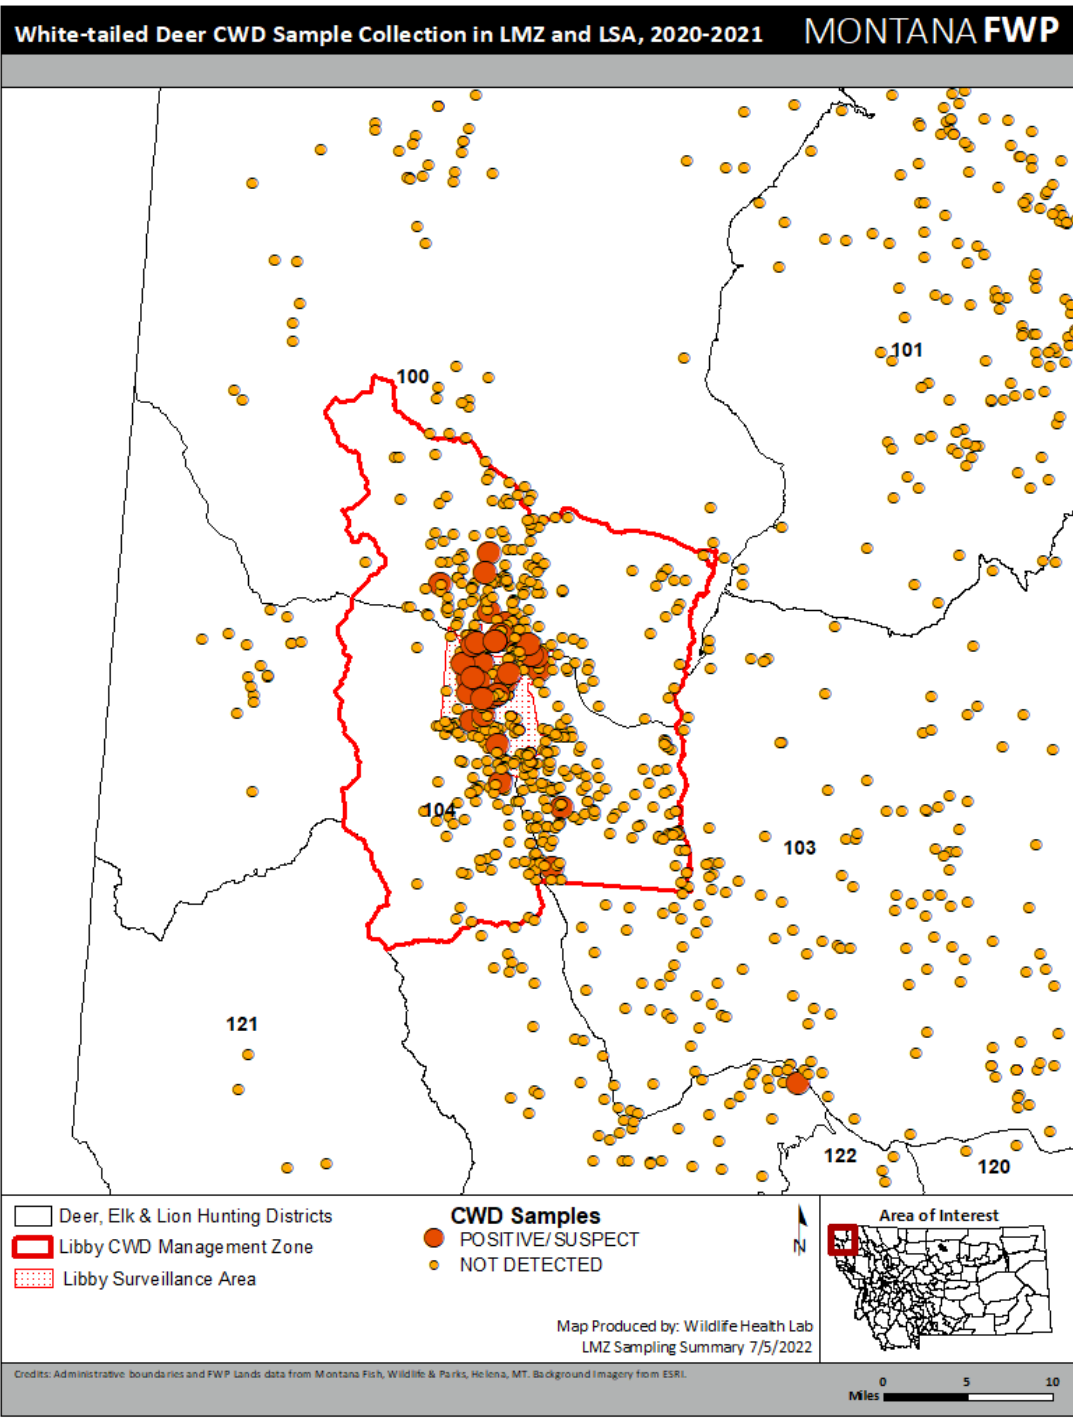 White-tailed Deer CWD Sample Collection in LMZ and LSA, 2020-2021
MONTANA FWP
100
101
104
103
121
122
120
Deer, Elk & Lion Hunting Districts
Libby CWD Management Zone
Libby Surveillance Area
CWD Samples
POSITIVE/SUSPECT
NOT DETECTED
N
Area of Interest
Map Produced by: Wildlife Health Lab
LMZ Sampling Summary 7/5/2022
Credits: Administrative boundaries and FWP Lands data from Montana Fish, Wildlife & Parks, Helena, MT. Background Imagery from ESRI.
0 5 10
Miles